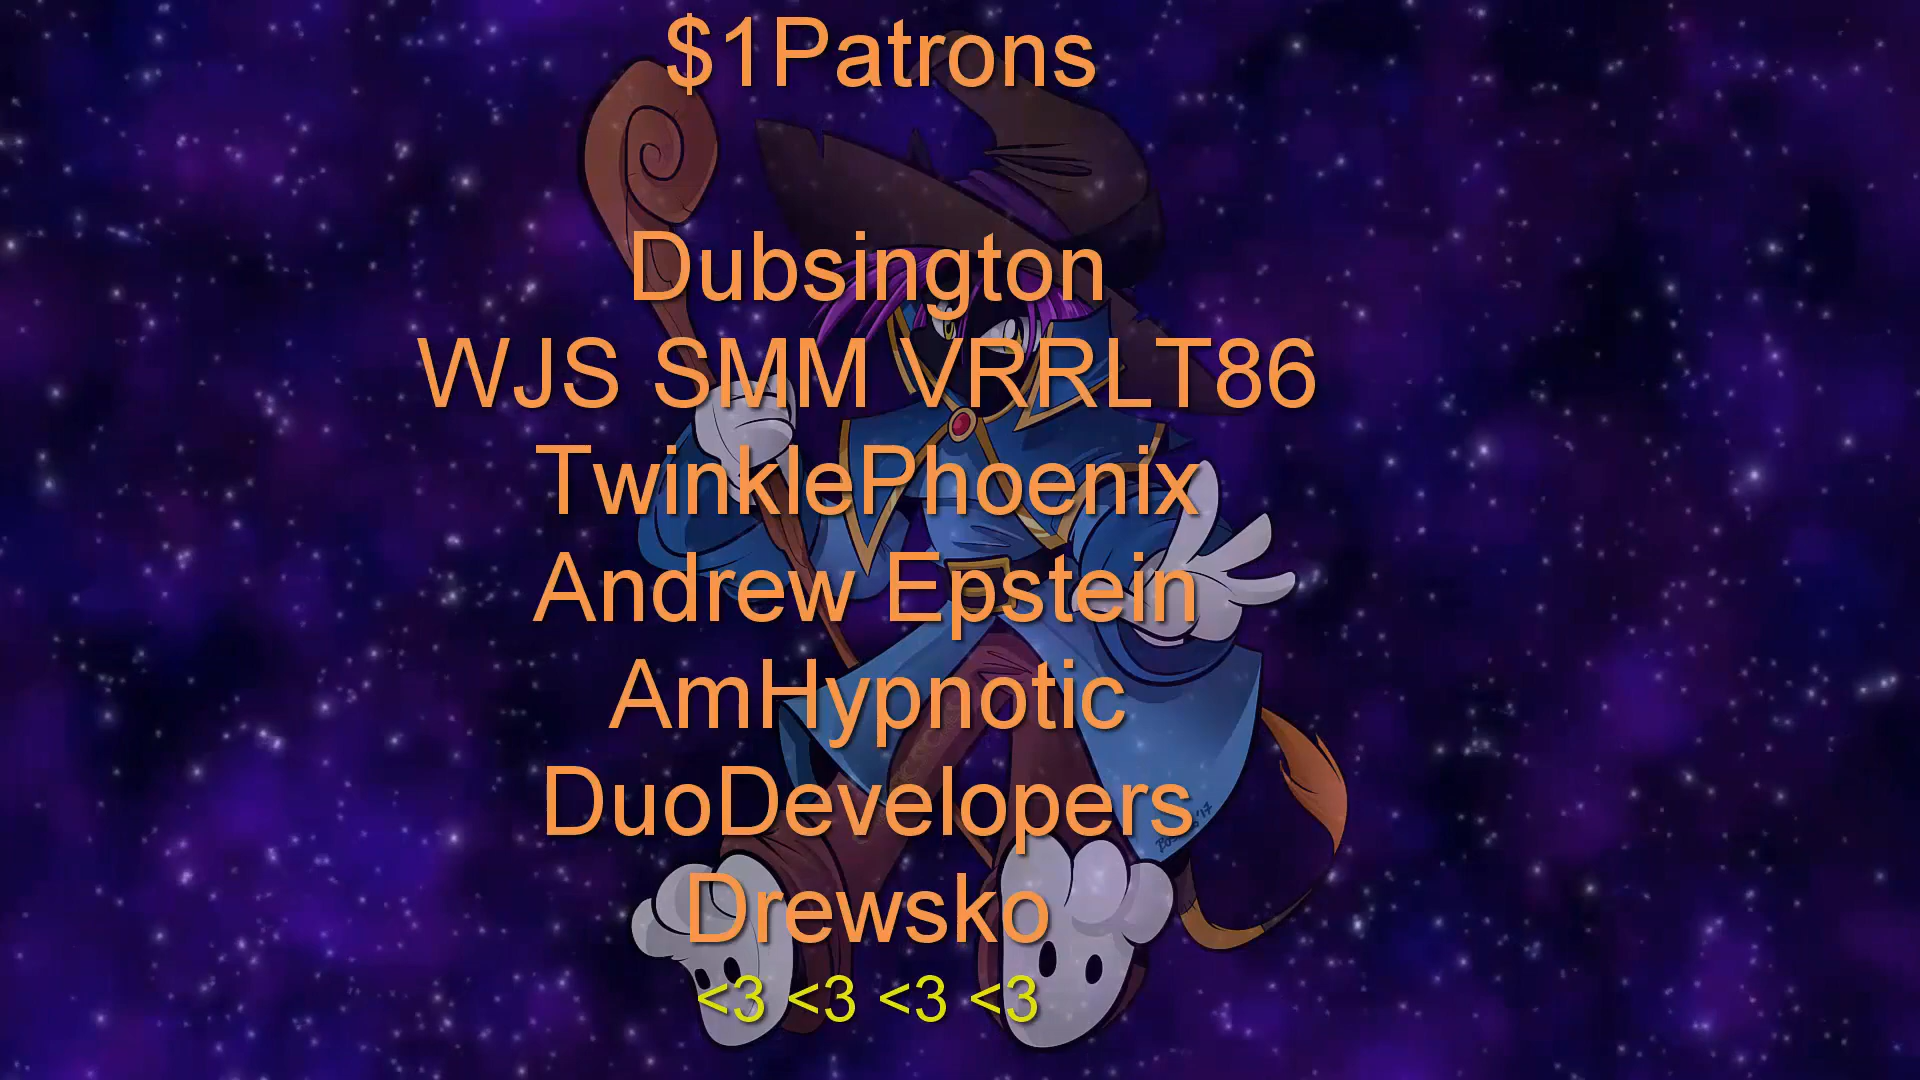 $1Patrons
Dubsington
WJS SMM VRRLT86
TwinklePhoenix
Andrew Epstein
AmHypnotic
DuoDevelopers
Drewsko
<3 <3 <3 <3